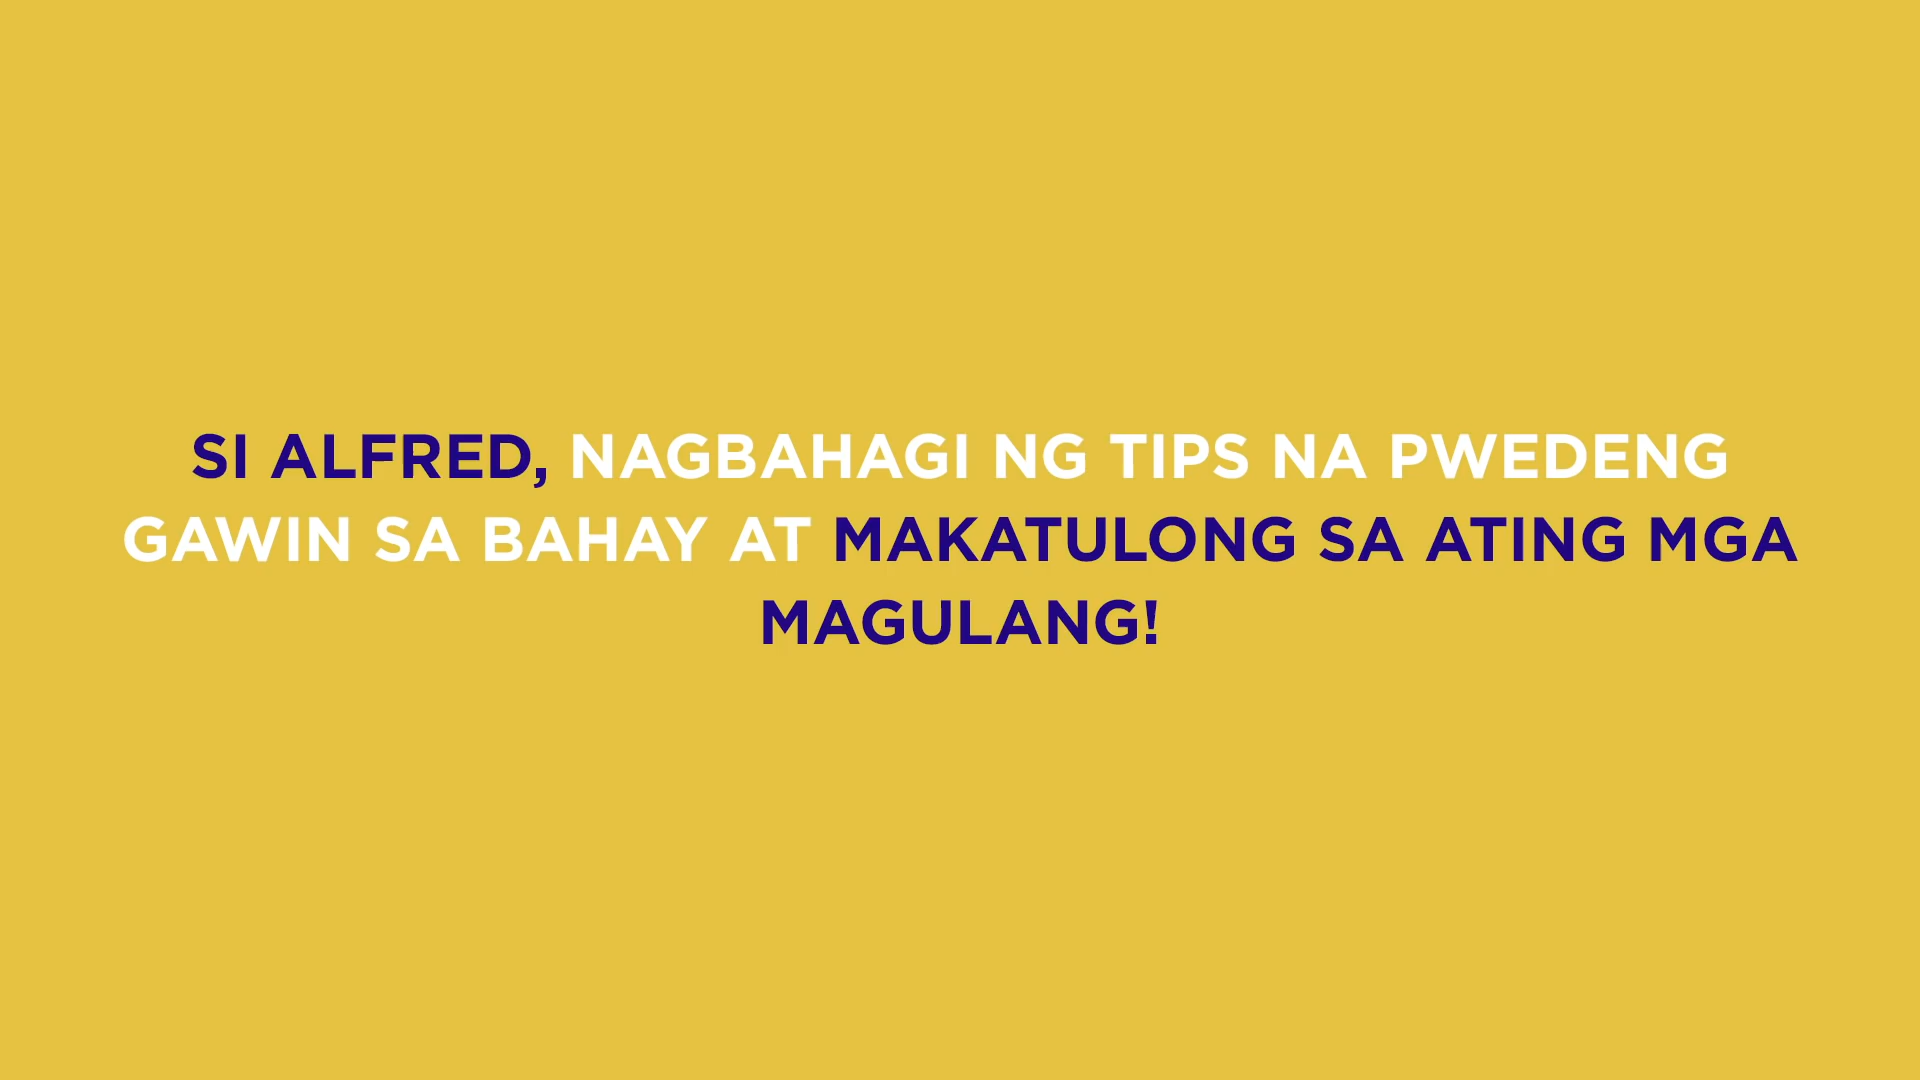 SI ALFRED, NAGBAHAGI NG TIPS NA PWEDENG
GAWIN SA BAHAY AT MAKATULONG SA ATING MGA
MAGULANG!